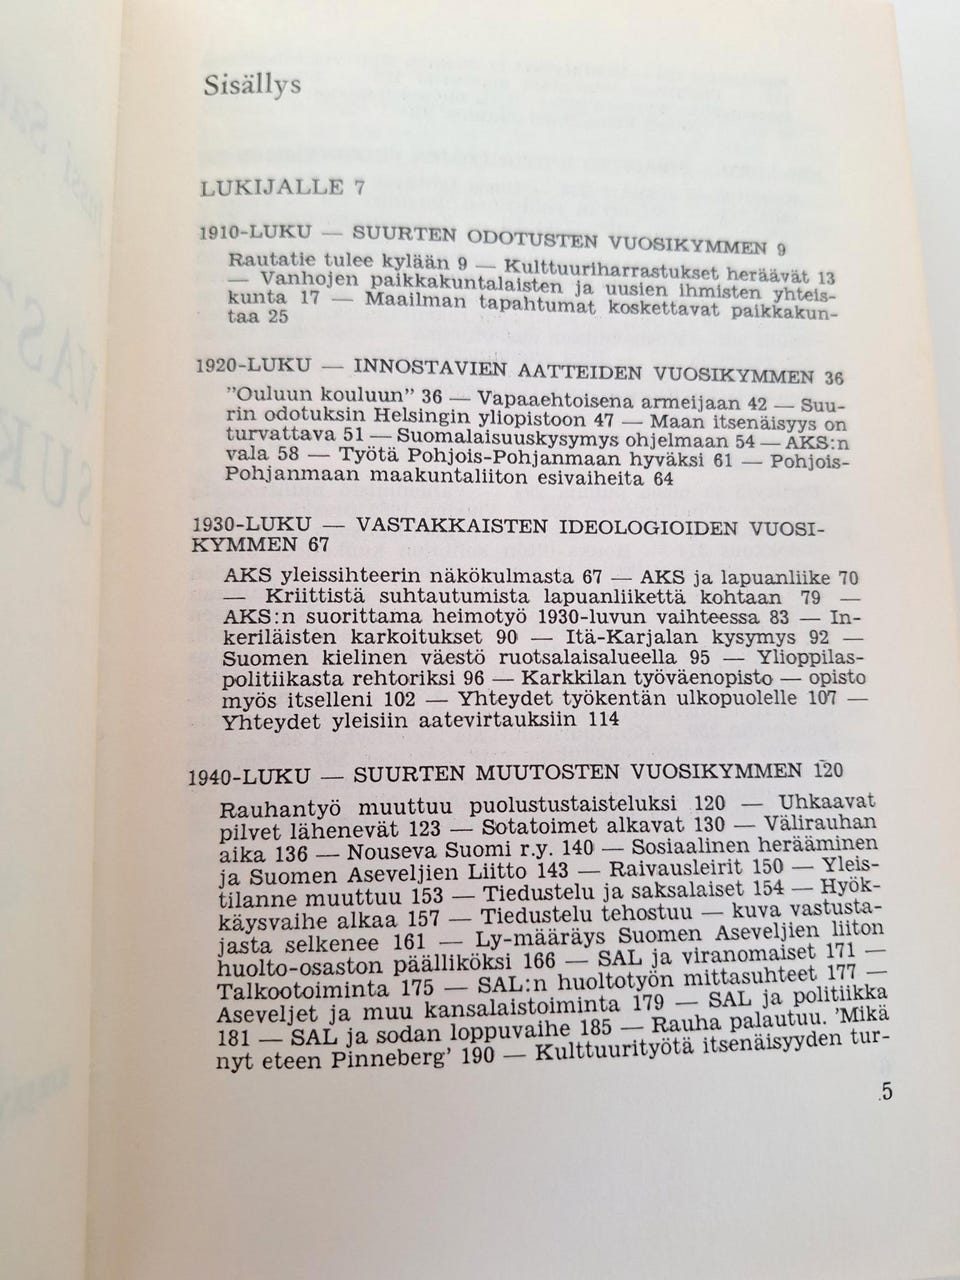 Sisällys
LUKIJALLE 7
1910-LUKU — SUURTEN ODOTUSTEN VUOSIKYMMEN 9
Rautatie tulee kylään 9 — Kulttuuriharrastukset heräävät 13
— Vanhojen paikkakuntalaisten ja uusien ihmisten yhteis-
kunta 17 — Maailman tapahtumat koskettavat paikkakun-
taa 25
1920-LUKU — INNOSTAVIEN AATTEIDEN VUOSIKYMMEN 36
"Ouluun kouluun" 36 — Vapaaehtoisena armeijaan 42 — Suu-
rin odotuksin Helsingin yliopistoon 47 — Maan itsenäisyys on
turvattava 51 — Suomalaisuuskysymys ohjelmaan 54 — AKS:n
vala 58 — Työtä Pohjois-Pohjanmaan hyväksi 61 — Pohjois-
Pohjanmaan maakuntaliiton esivaiheita 64
1930-LUKU — VASTAKKAISTEN IDEOLOGIOIDEN VUOSI-
KYMMEN 67
AKS yleissihteerin näkökulmasta 67 — AKS ja lapuanliike 70
— Kriittistä suhtautumista lapuanliikettä kohtaan 79 —
AKS:n suorittama heimotyö 1930-luvun vaihteessa 83 — In-
keriläisten karkoitukset 90 — Itä-Karjalan kysymys 92 —
Suomen kielinen väestö ruotsalaisalueella 95 — Ylioppilas-
politiikasta rehtoriksi 96 — Karkkilan työväenopisto — opisto
myös itselleni 102 — Yhteydet työkentän ulkopuolelle 107 —
Yhteydet yleisiin aatevirtauksiin 114
1940-LUKU — SUURTEN MUUTOSTEN VUOSIKYMMEN 120
Rauhantyö muuttuu puolustustaisteluksi 120 — Uhkaavat
pilvet lähenevät 123 — Sotatoimet alkavat 130 — Välirauhan
aika 136 — Nouseva Suomi r.y. 140 — Sosiaalinen herääminen
ja Suomen Aseveljien Liitto 143 — Raivausleirit 150 — Yleis-
tilanne muuttuu 153 — Tiedustelu ja saksalaiset 154 — Hyök-
käysvaihe alkaa 157 — Tiedustelu tehostuu — kuva vastusta-
jasta selkenee 161 — Ly-määräys Suomen Aseveljien liiton
huolto-osaston päälliköksi 166 — SAL ja viranomaiset 171 —
Talkootoiminta 175 — SAL:n huoltotyön mittasuhteet 177 —
Aseveljet ja muu kansalaistoiminta 179 — SAL ja politiikka
181 — SAL ja sodan loppuvaihe 185 — Rauha palautuu. 'Mikä
nyt eteen Pinneberg' 190 — Kulttuurityötä itsenäisyyden tur-
5